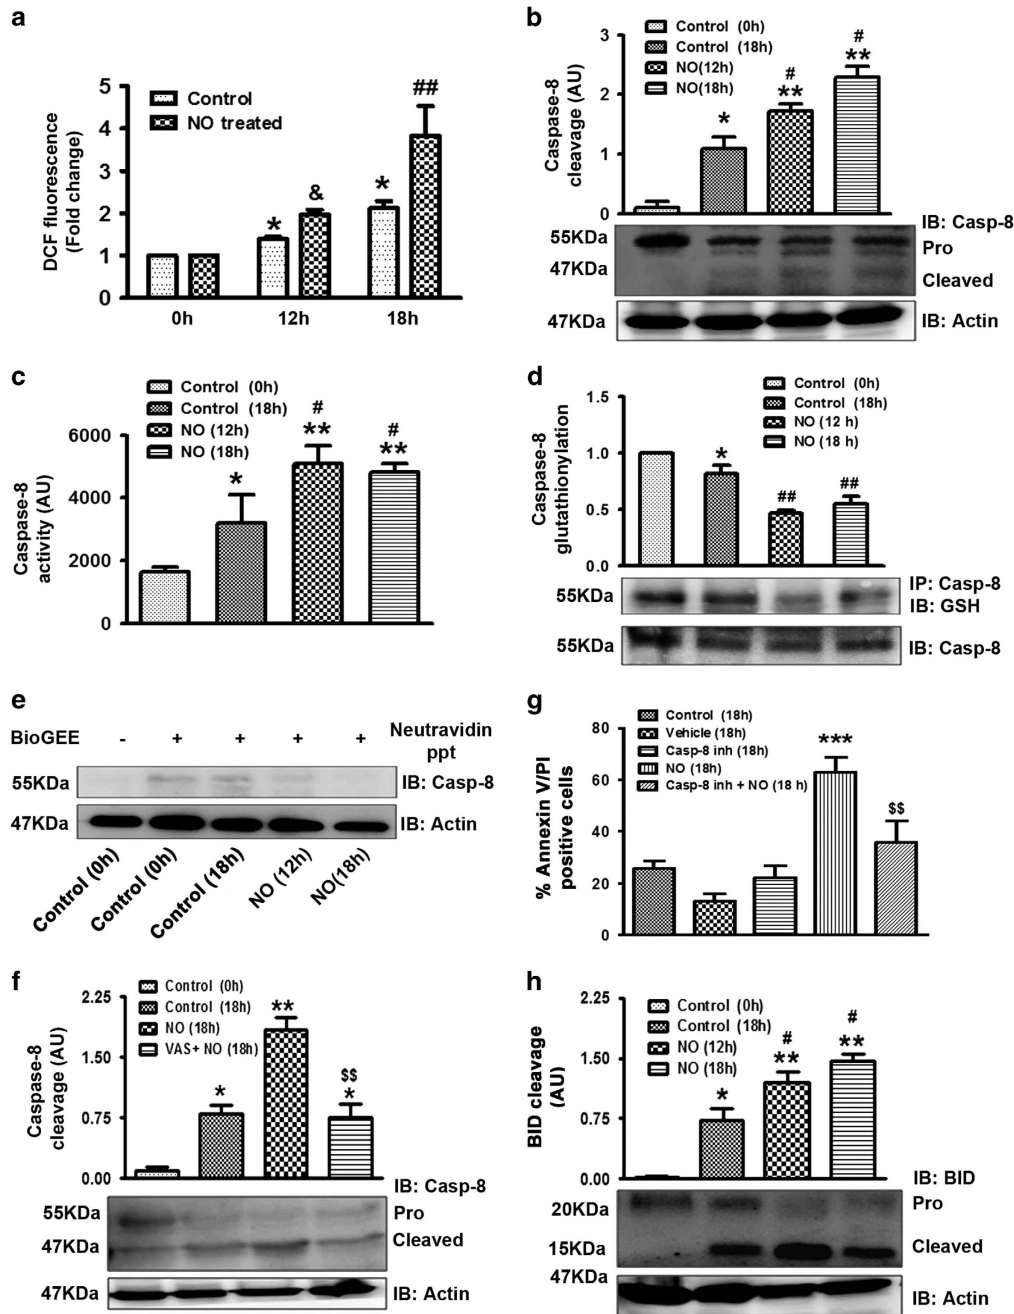 a
DCF fluorescence
(Fold change)
5
4
3
2
1
0
Control
NO treated
*
&
*
##
0h
12h
18h
b
Caspase-8
cleavage (AU)
3
2
1
0
Control (0h)
Control (18h)
NO(12h)
NO(18h)
*
#
**
#
**
IB: Casp-8
55KDa
Pro
47KDa
Cleaved
47KDa
IB: Actin
c
Caspase-8
activity (AU)
6000
4000
2000
0
Control (0h)
Control (18h)
NO (12h)
NO (18h)
*
#
**
#
**
d
Caspase-8
glutathionylation
1.5
1.0
0.5
0.0
Control (0h)
Control (18h)
NO (12 h)
NO (18 h)
*
##
##
55KDa
IP: Casp-8
IB: GSH
55KDa
IB: Casp-8
e
BioGEE - + + + + Neutravidin
ppt
55KDa
IB: Casp-8
47KDa
IB: Actin
Control (0h)
Control (0h)
Control (18h)
NO (12h)
NO(18h)
g
% Annexin V/PI
positive cells
80
60
40
20
0
Control (18h)
Vehicle (18h)
Casp-8 inh (18h)
NO (18h)
Casp-8 inh + NO (18 h)
***
$$
f
Caspase-8
cleavage (AU)
2.25
1.50
0.75
0.00
Control (0h)
Control (18h)
NO (18h)
VAS+ NO (18h)
*
**
$$
*
IB: Casp-8
55KDa
Pro
47KDa
Cleaved
47KDa
IB: Actin
h
BID cleavage
(AU)
2.25
1.50
0.75
0.00
Control (0h)
Control (18h)
NO (12h)
NO (18h)
*
#
**
#
**
IB: BID
20KDa
Pro
15KDa
Cleaved
47KDa
IB: Actin